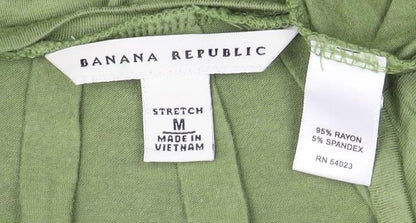 BANANA REPUBLIC
STRETCH
M
MADE IN
VIETNAM
95% RAYON
5% SPANDEX
RN 54023